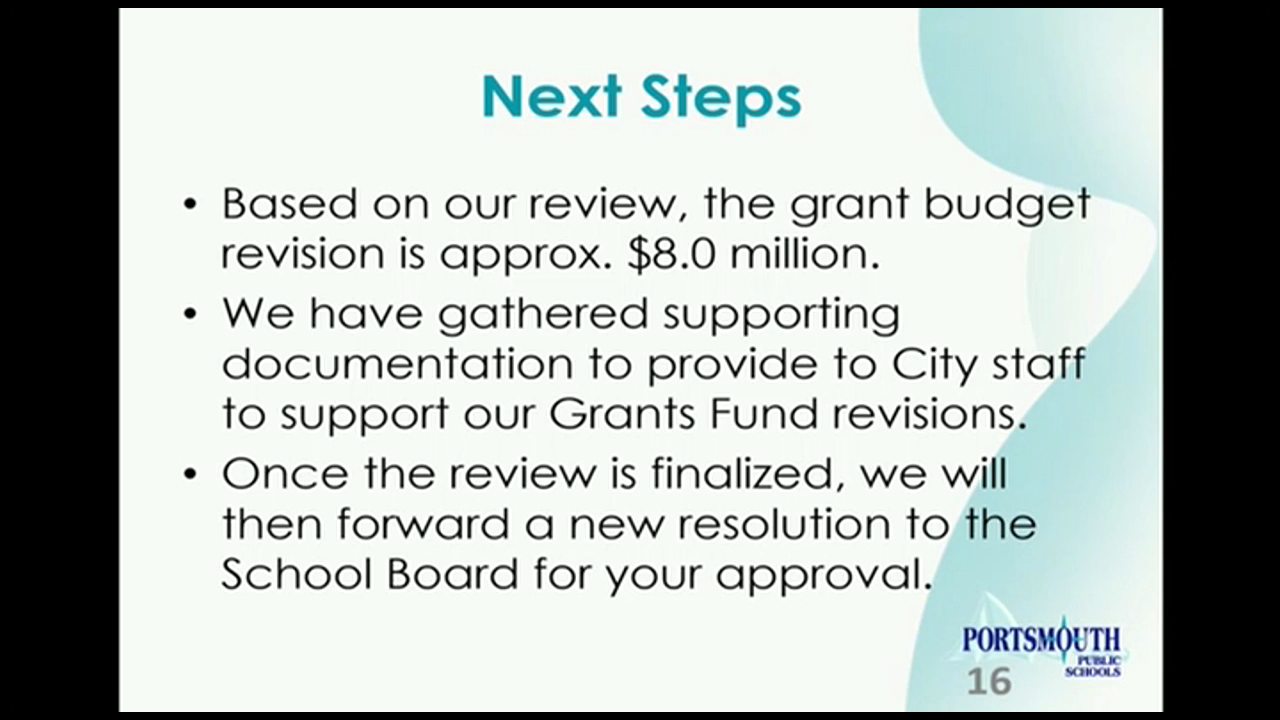 Next Steps
• Based on our review, the grant budget
revision is approx. $8.0 million.
• We have gathered supporting
documentation to provide to City staff
to support our Grants Fund revisions.
• Once the review is finalized, we will
then forward a new resolution to the
School Board for your approval.
PORTSMOUTH
PUBLIC
SCHOOLS
16